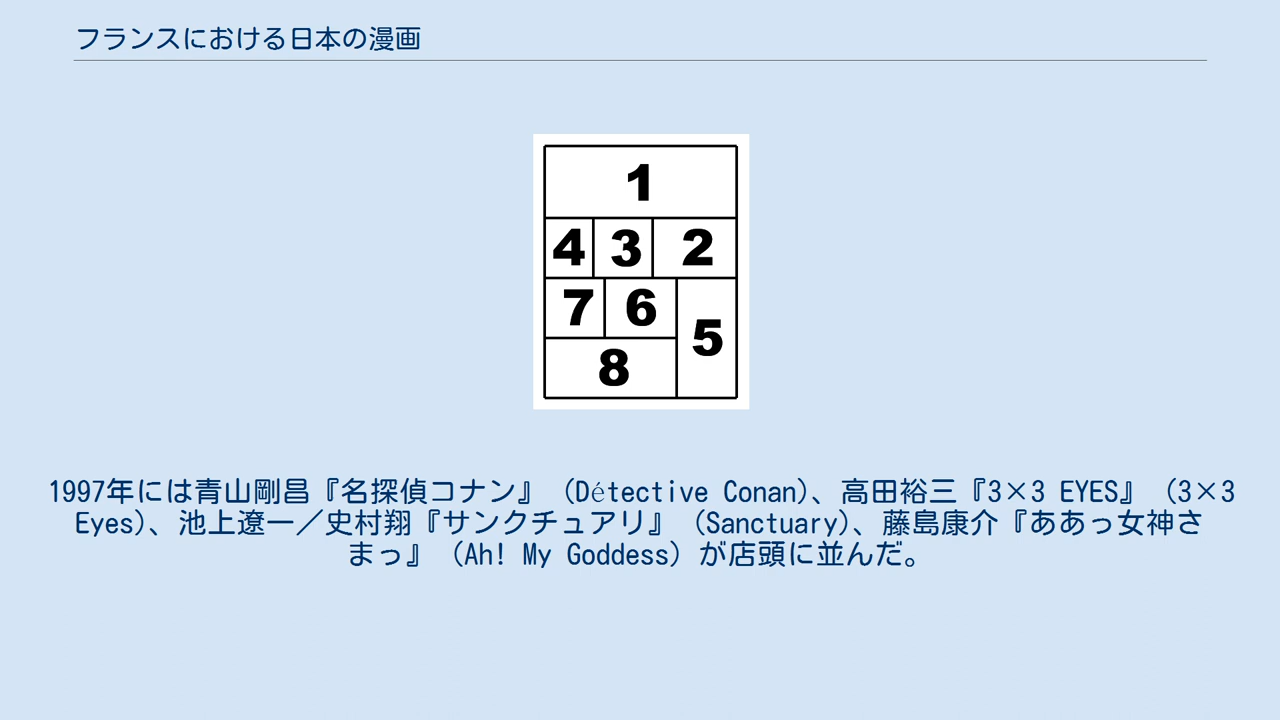 フランスにおける日本の漫画
1
4 3 2
7 6 5
8
1997年には青山剛昌『名探偵コナン』（Détective Conan）、高田裕三『3×3 EYES』（3×3
Eyes）、池上遼一／史村翔『サンクチュアリ』（Sanctuary）、藤島康介『ああっ女神さ
まっ』（Ah! My Goddess）が店頭に並んだ。